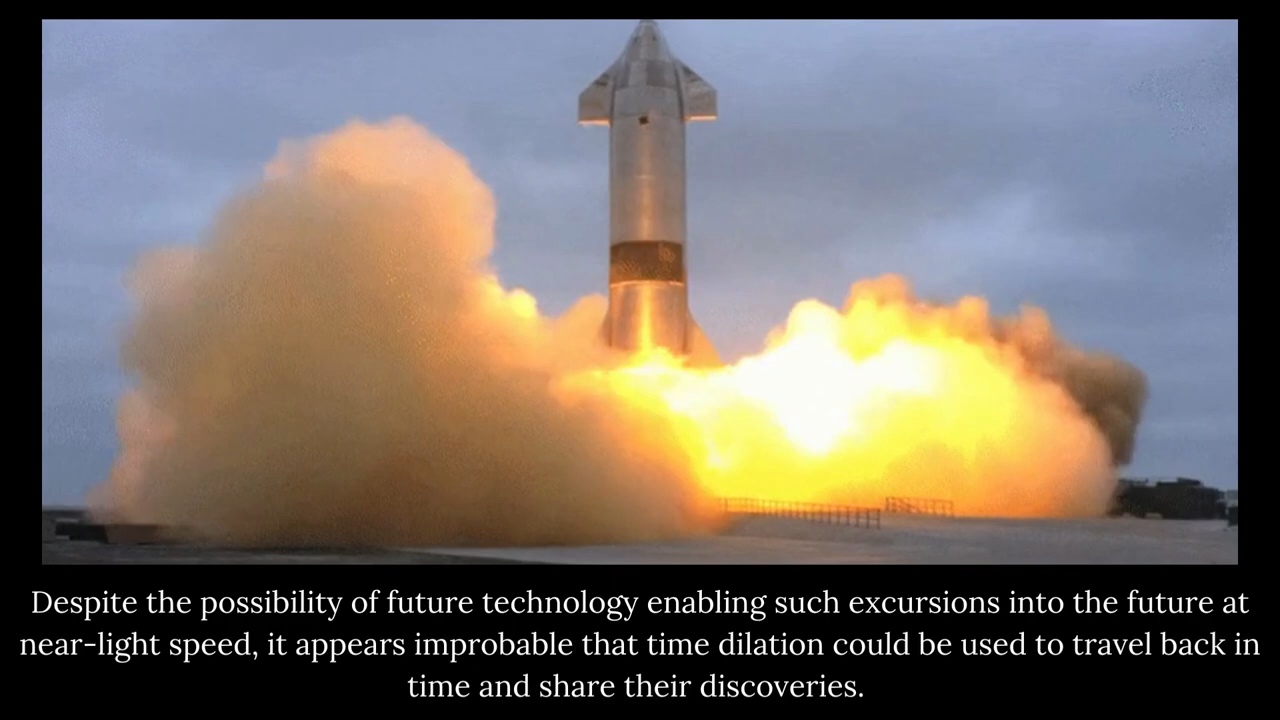 Despite the possibility of future technology enabling such excursions into the future at
near-light speed, it appears improbable that time dilation could be used to travel back in
time and share their discoveries.